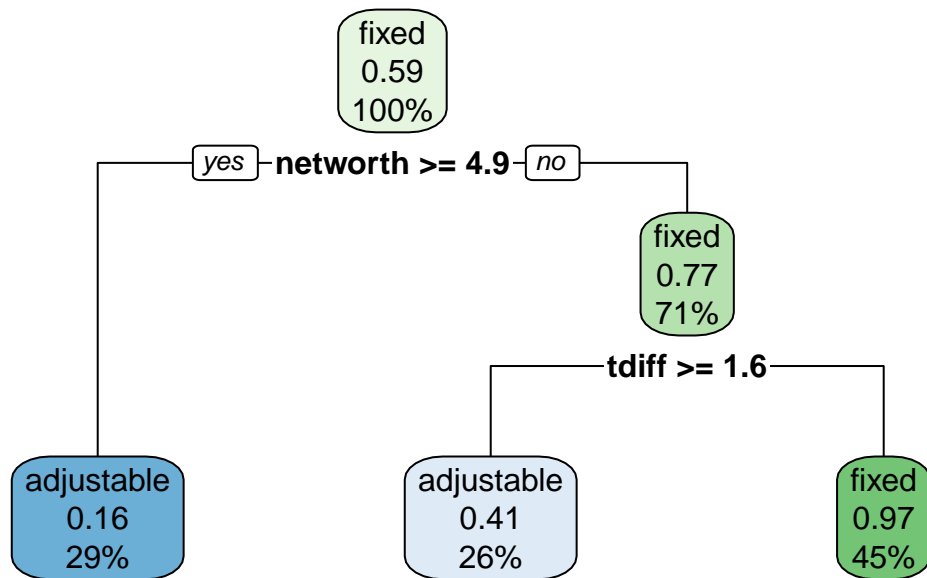 fixed
0.59
100%
yes networth >= 4.9 no
fixed
0.77
71%
tdiff >= 1.6
adjustable
0.16
29%
adjustable
0.41
26%
fixed
0.97
45%